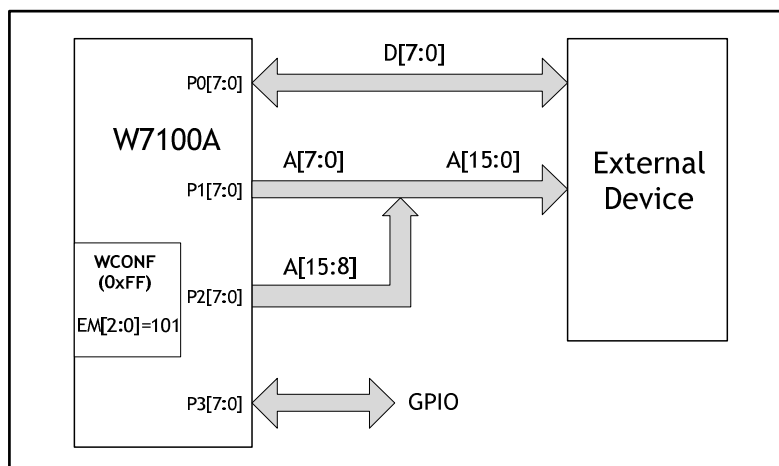 D[7:0]
P0[7:0]
W7100A
A[7:0]
A[15:0]
External
Device
P1[7:0]
WCONF
(0xFF)
A[15:8]
P2[7:0]
EM[2:0]=101
P3[7:0]
GPIO